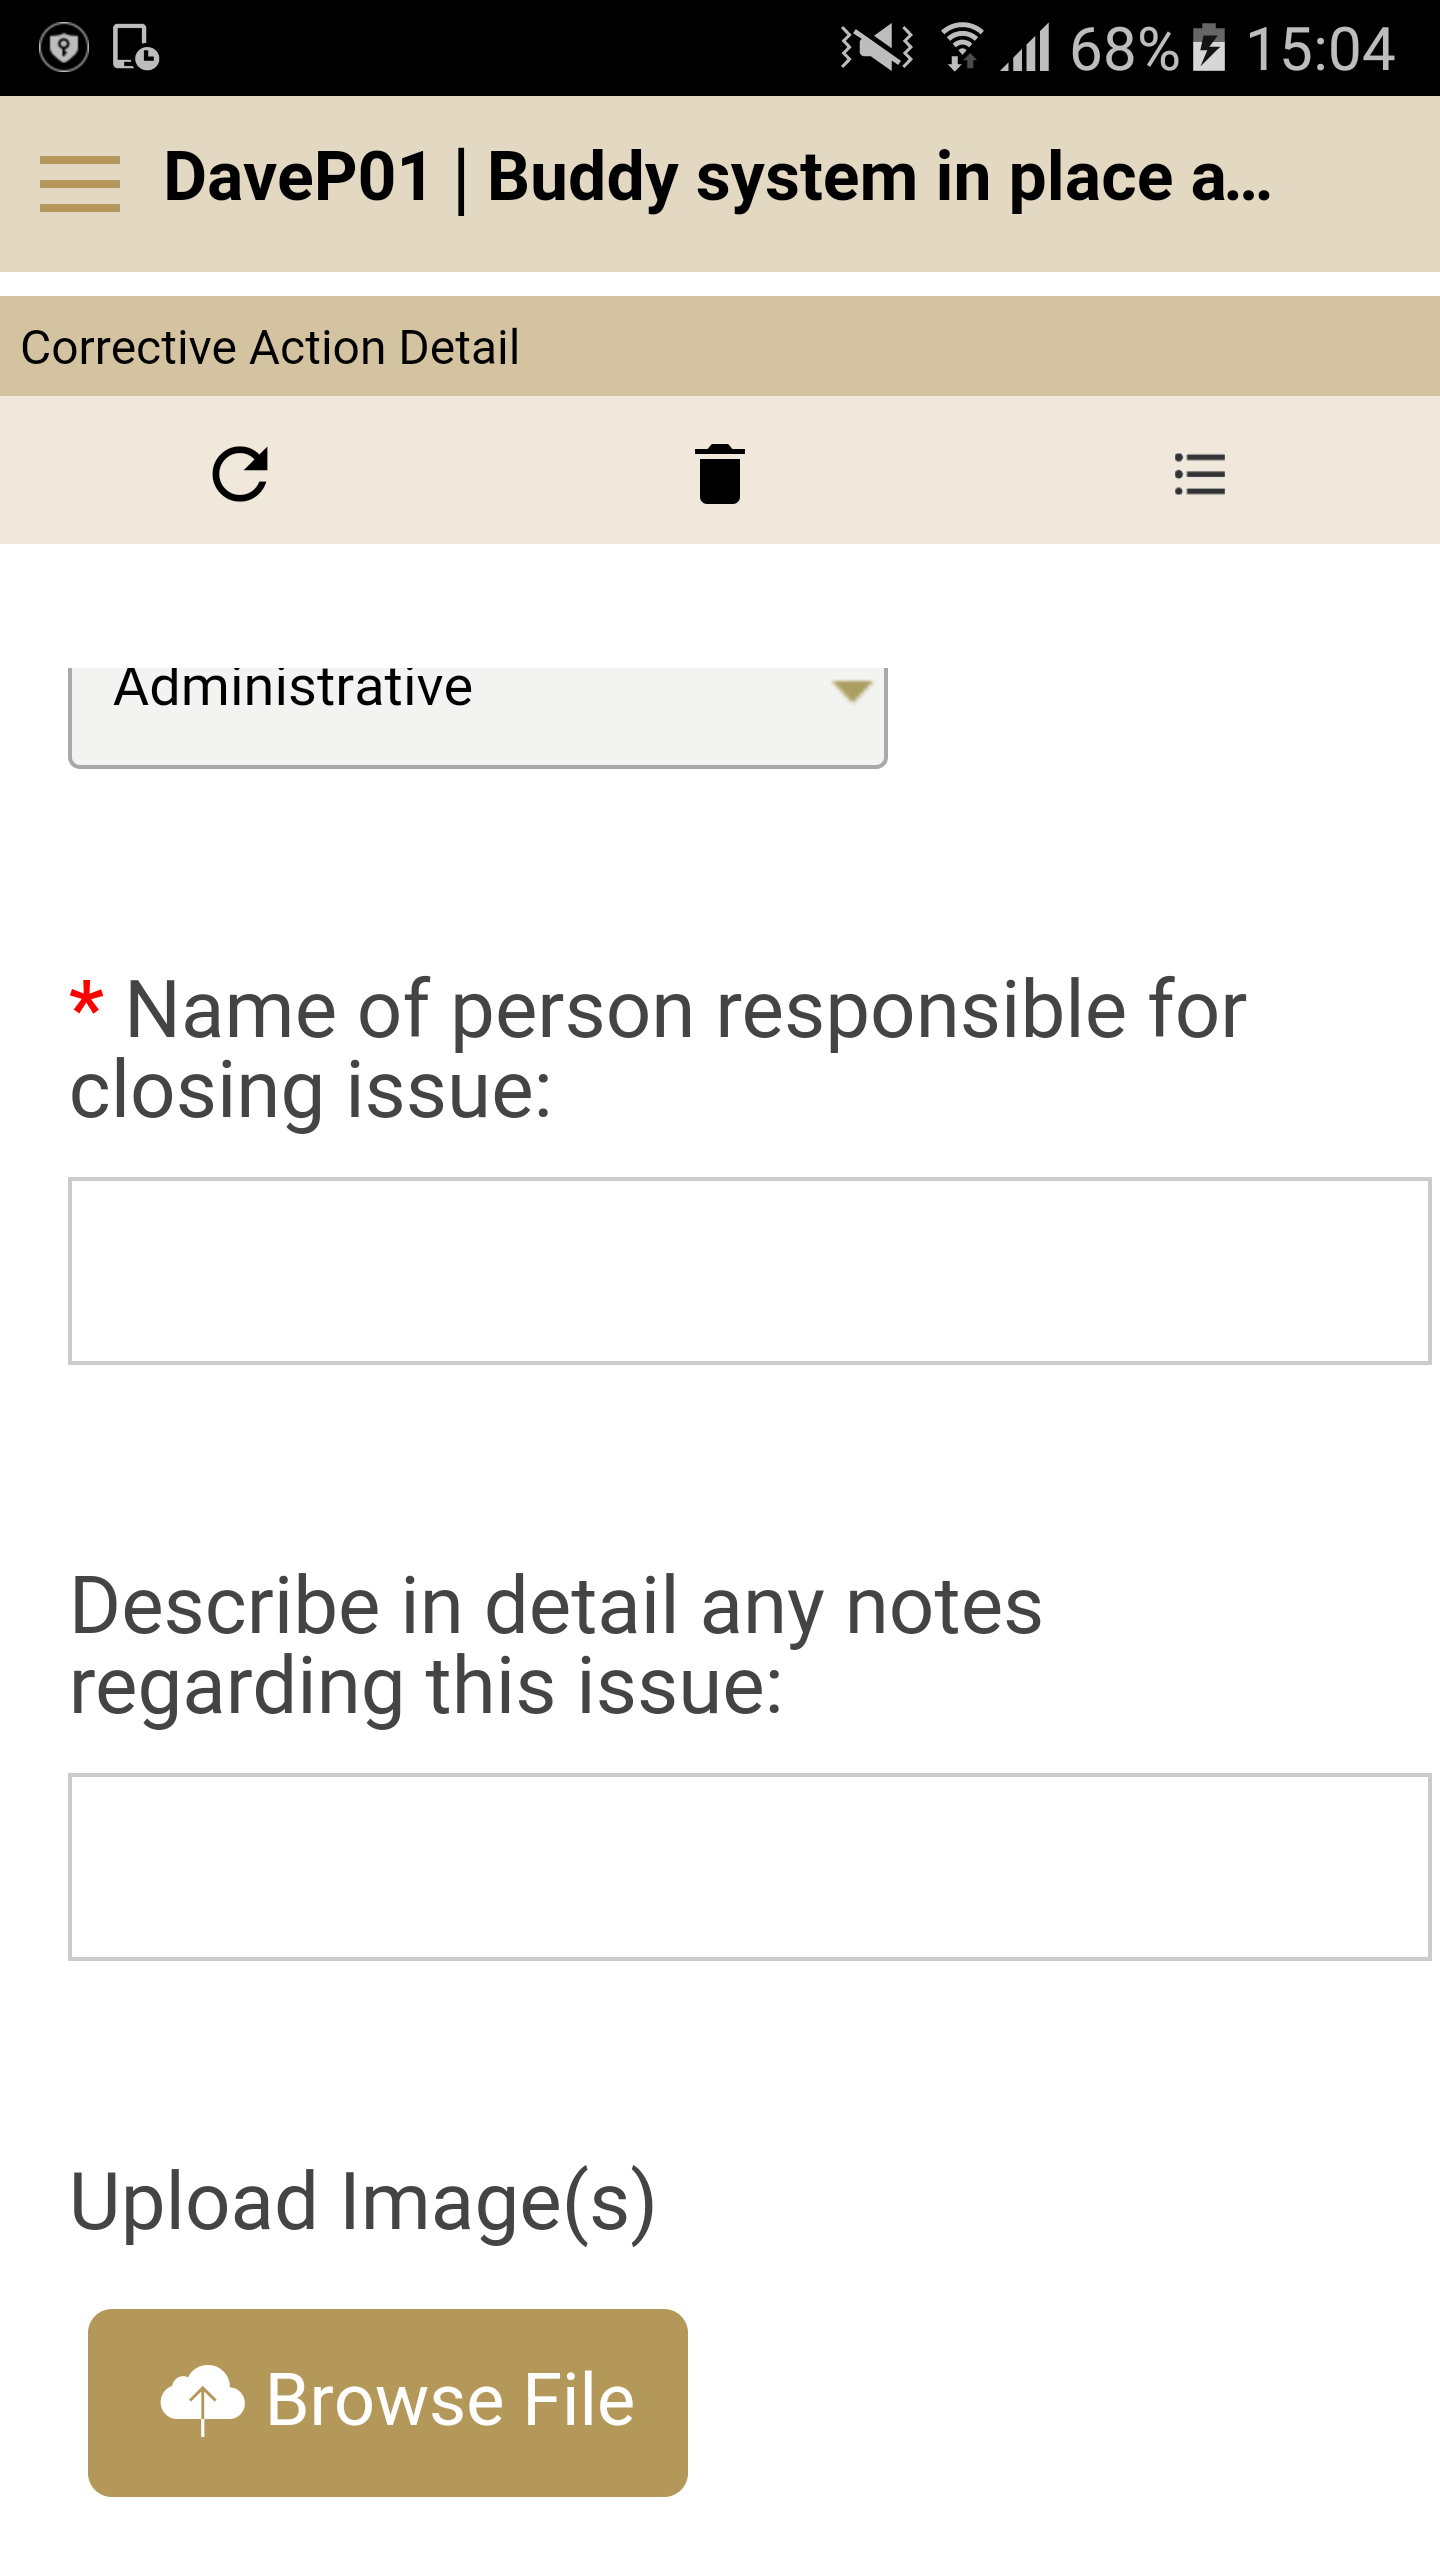 68% 15:04
DaveP01 | Buddy system in place a...
Corrective Action Detail
Administrative
* Name of person responsible for
closing issue:
Describe in detail any notes
regarding this issue:
Upload Image(s)
Browse File